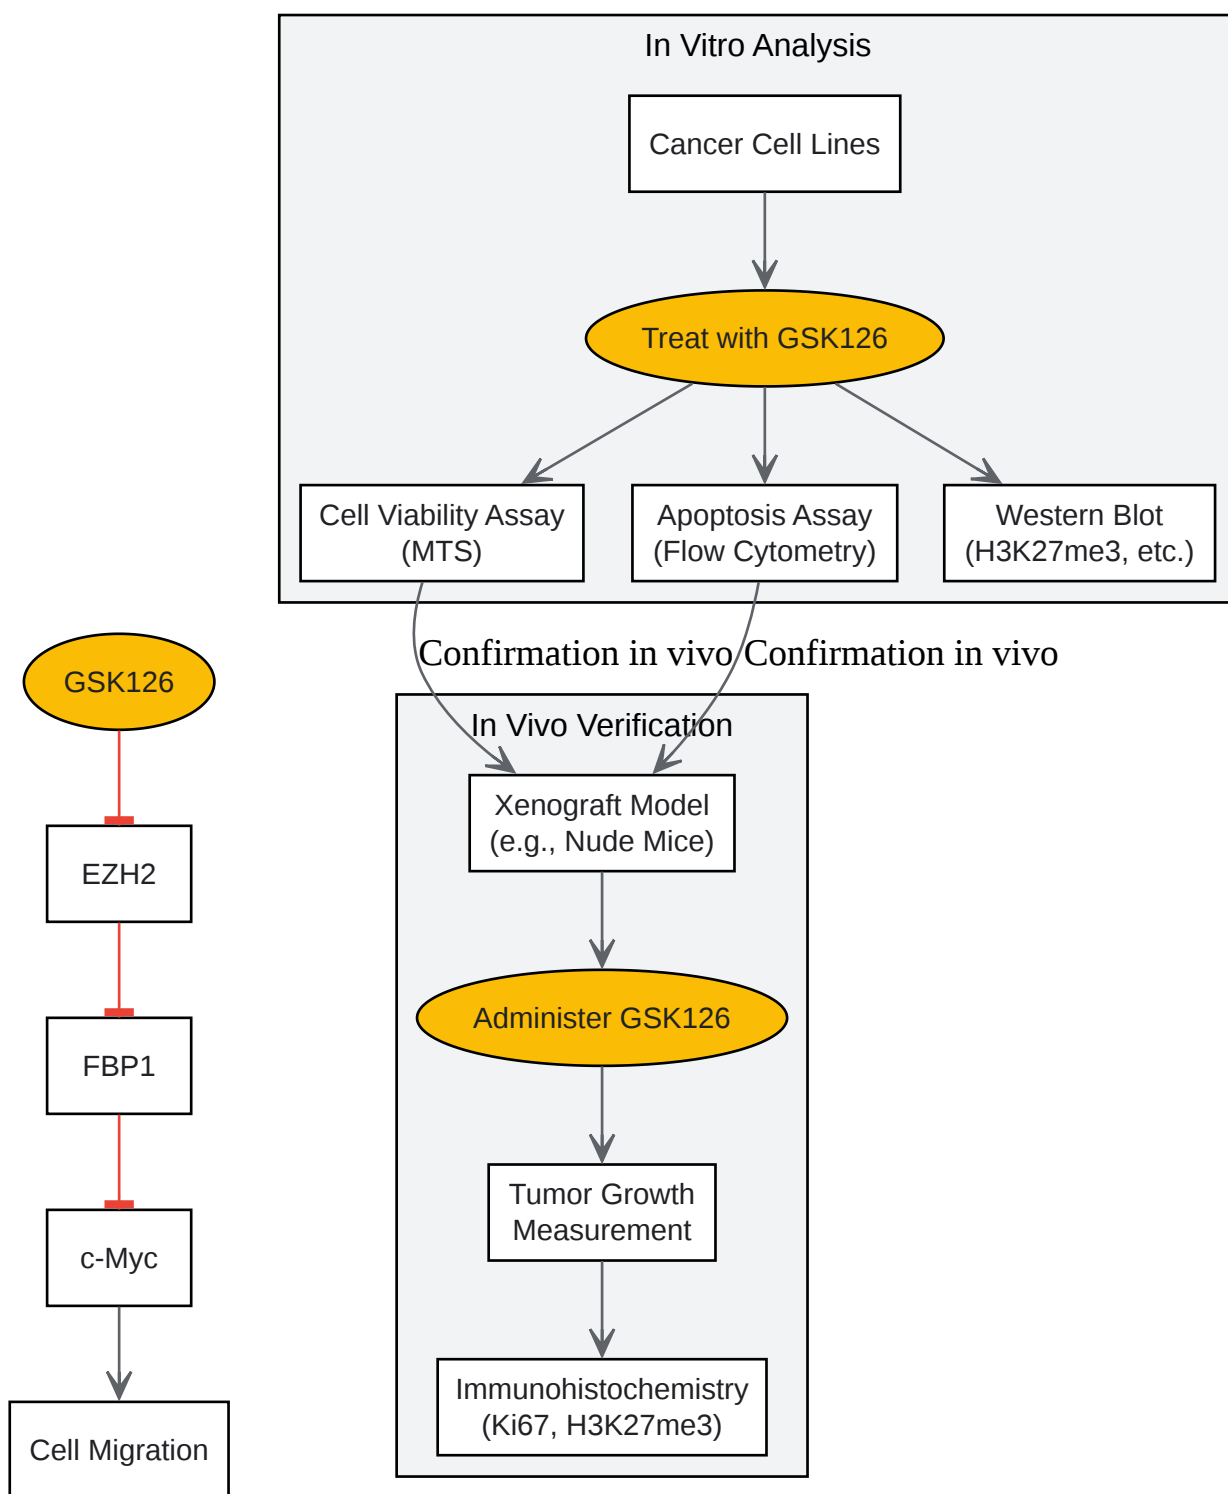 In Vitro Analysis
Cancer Cell Lines
Treat with GSK126
Cell Viability Assay
(MTS)
Apoptosis Assay
(Flow Cytometry)
Western Blot
(H3K27me3, etc.)
Confirmation in vivo
Confirmation in vivo
In Vivo Verification
Xenograft Model
(e.g., Nude Mice)
Administer GSK126
Tumor Growth
Measurement
Immunohistochemistry
(Ki67, H3K27me3)
GSK126
EZH2
FBP1
c-Myc
Cell Migration